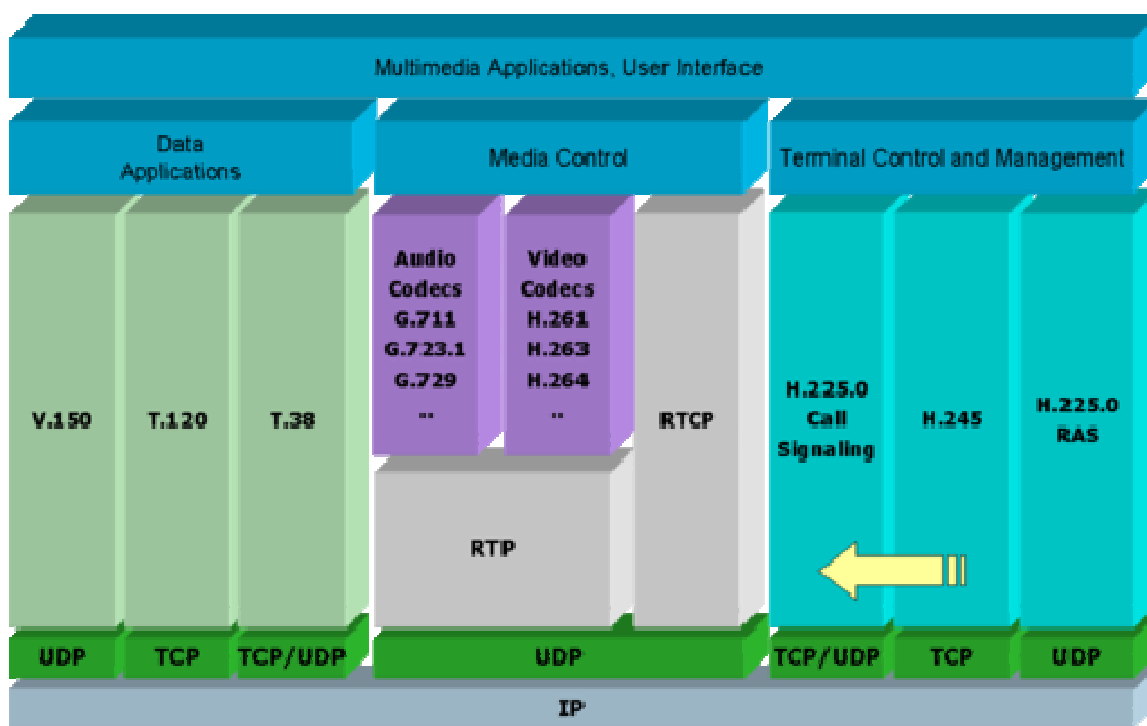 Multimedia Applications, User Interface
Data
Applications
Media Control
Terminal Control and Management
V.150
T.120
T.38
Audio
Codecs
G.711
G.723.1
G.729
..
Video
Codecs
H.261
H.263
H.264
..
RTP
RTCP
H.225.0
Call
Signaling
H.245
H.225.0
RAS
UDP
TCP
TCP/UDP
UDP
TCP/UDP
TCP
UDP
IP